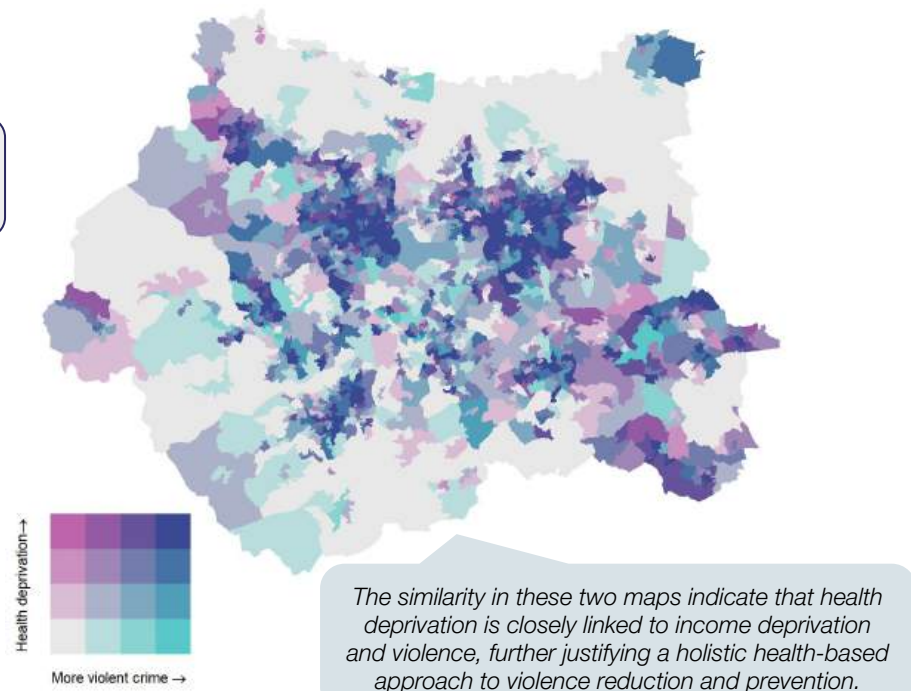 Health deprivation→
More violent crime →
The similarity in these two maps indicate that health
deprivation is closely linked to income deprivation
and violence, further justifying a holistic health-based
approach to violence reduction and prevention.